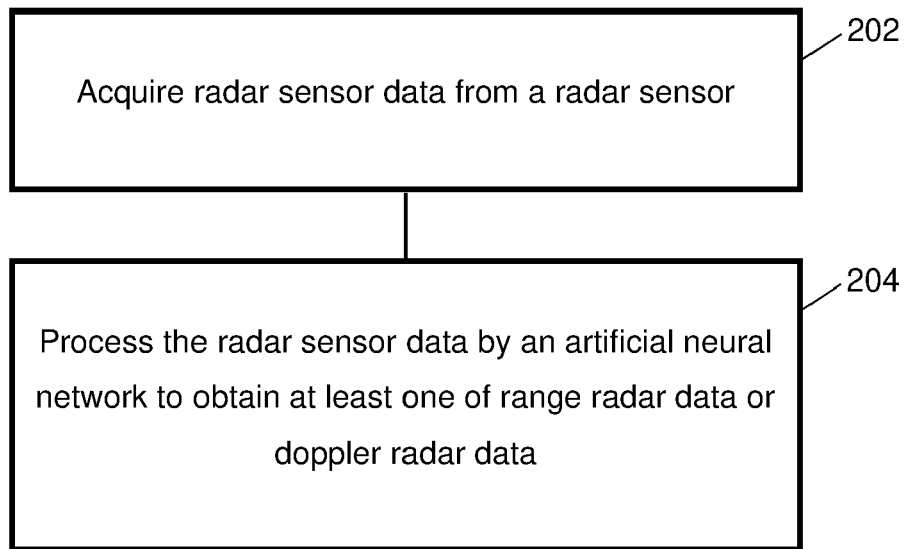 202
Acquire radar sensor data from a radar sensor
204
Process the radar sensor data by an artificial neural
network to obtain at least one of range radar data or
doppler radar data